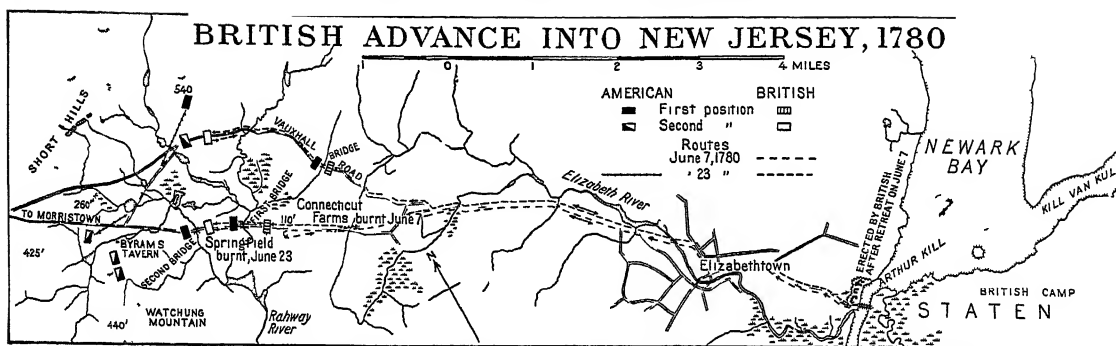 BRITISH ADVANCE INTO NEW JERSEY, 1780
1 0 1 2 3 4 MILES
AMERICAN BRITISH
First position
Second "
Routes
June 7, 1780
" 23 "
540
SHORT HILLS
VAUXHALL
BRIDGE
ROAD
260'
TO MORRISTOWN
FIRST BRIDGE
110'
Connecticut
Farms burnt June 7
425'
BYRAMS
TAVERN
SECOND BRIDGE
Springfield
burnt, June 23
440'
WATCHUNG
MOUNTAIN
Rahway
River
N
Elizabeth River
Elizabethtown
ERECTED BY BRITISH
AFTER RETREAT ON JUNE 7
NEWARK
BAY
KILL VAN KUL
ARTHUR KILL
BRITISH CAMP
STATEN